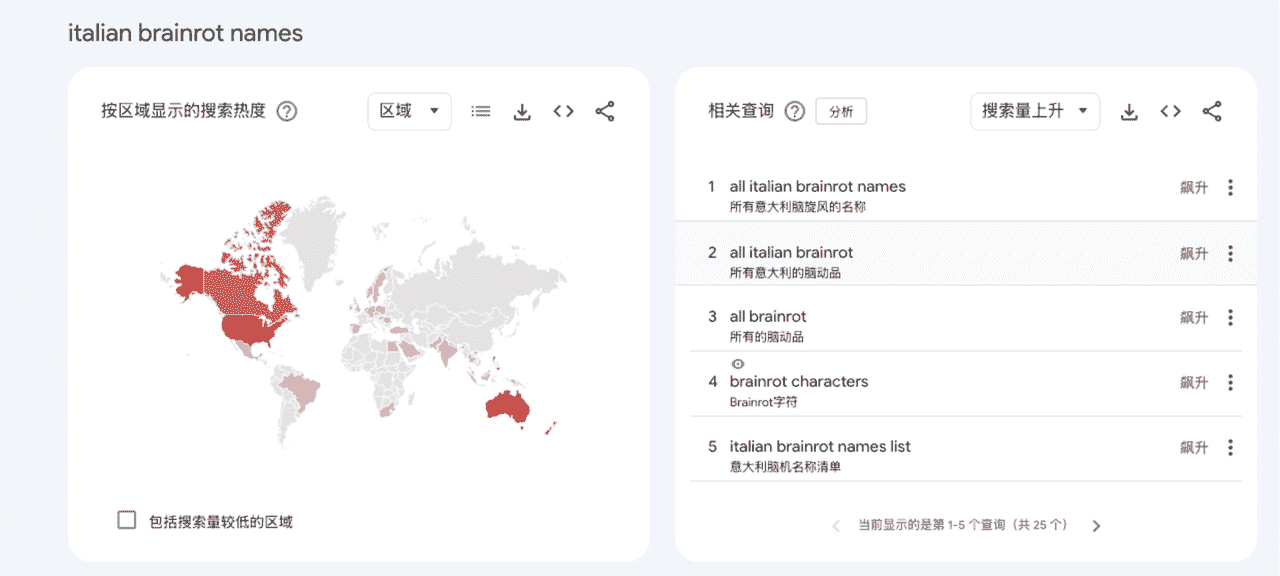 italian brainrot names
按区域显示的搜索热度
区域
相关查询
分析
搜索量上升
1 all italian brainrot names 飙升
所有意大利脑旋风的名称
2 all italian brainrot 飙升
所有意大利的脑动品
3 all brainrot 飙升
所有的脑动品
4 brainrot characters 飙升
Brainrot字符
5 italian brainrot names list 飙升
意大利脑机名称清单
包括搜索量较低的区域
当前显示的是第 1-5 个查询（共 25 个）